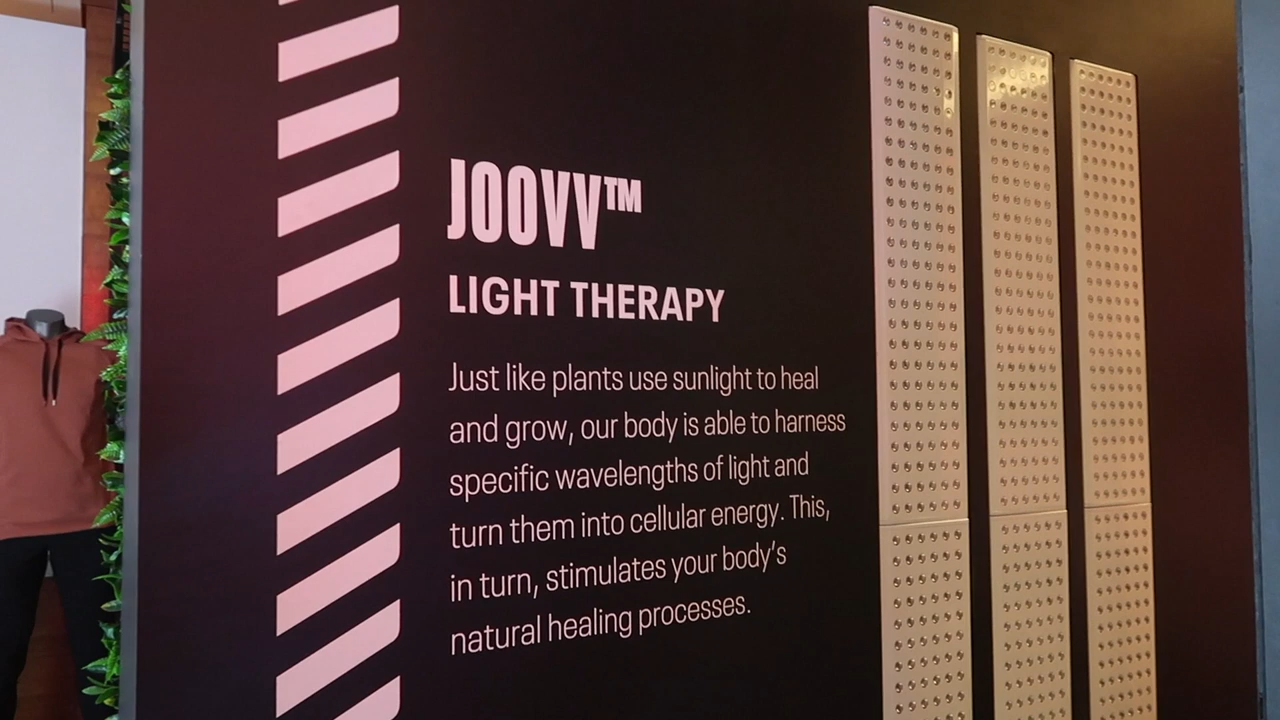 JOOVV™
LIGHT THERAPY
Just like plants use sunlight to heal
and grow, our body is able to harness
specific wavelengths of light and
turn them into cellular energy. This,
in turn, stimulates your body's
natural healing processes.